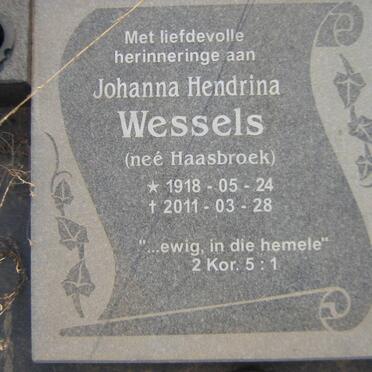 Met liefdevolle
herinneringe aan
Johanna Hendrina
Wessels
(neé Haasbroek)
★ 1918 - 05 - 24
† 2011 - 03 - 28
"...ewig, in die hemele"
2 Kor. 5 : 1